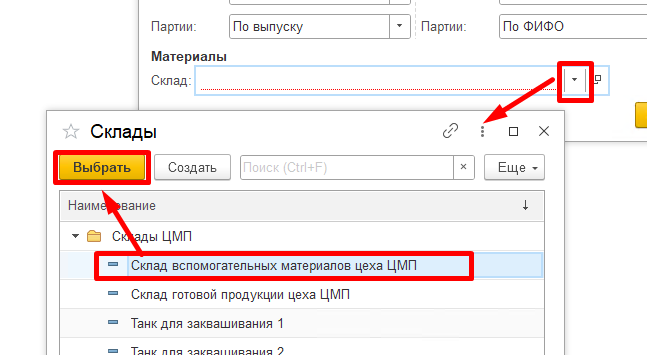 Партии: По выпуску Партии: По ФИФО
Материалы
Склад:
Склады
Выбрать Создать Поиск (Ctrl+F) × Еще
Наименование ↓
Склады ЦМП
Склад вспомогательных материалов цеха ЦМП
Склад готовой продукции цеха ЦМП
Танк для заквашивания 1
Танк для заквашивания 2